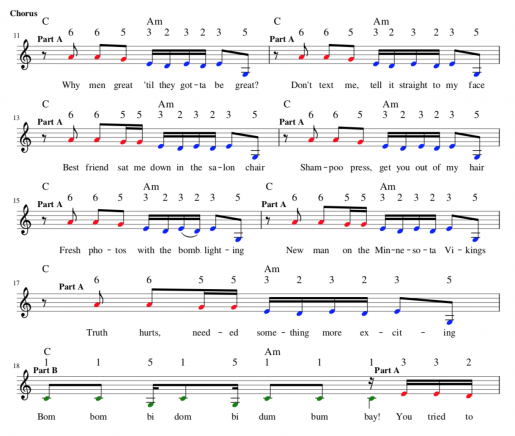 Chorus
C Am C Am
Part A 6 6 5 3 2 3 2 3 5 Part A 6 6 5 3 2 3 2 3 5
11
Why men great 'til they got-ta be great? Don't text me, tell it straight to my face
C Am C Am
Part A 6 6 5 5 3 2 3 2 3 5 Part A 6 6 5 3 2 3 2 3 5
13
Best friend sat me down in the sa-lon chair Sham-poo press, get you out of my hair
C Am C Am
Part A 6 6 5 3 2 3 2 3 5 Part A 6 6 5 5 3 2 3 2 3 5
15
Fresh pho-tos with the bomb light-ing New man on the Min-ne-so-ta Vi-kings
C Am
Part A 6 6 5 5 3 2 3 2 3 5
17
Truth hurts, need-ed some-thing more ex-cit-ing
C Am
1 1 5 1 5 1 1 1 3 3 2
Part B Part A
18
Bom bom bi dom bi dum bum bay! You tried to